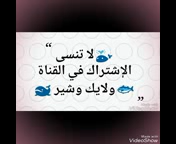 “🐳 لا تنسى
الإشتراك في القناة
🐟 ولايك وشير 🐳
”
Made with
VideoShow